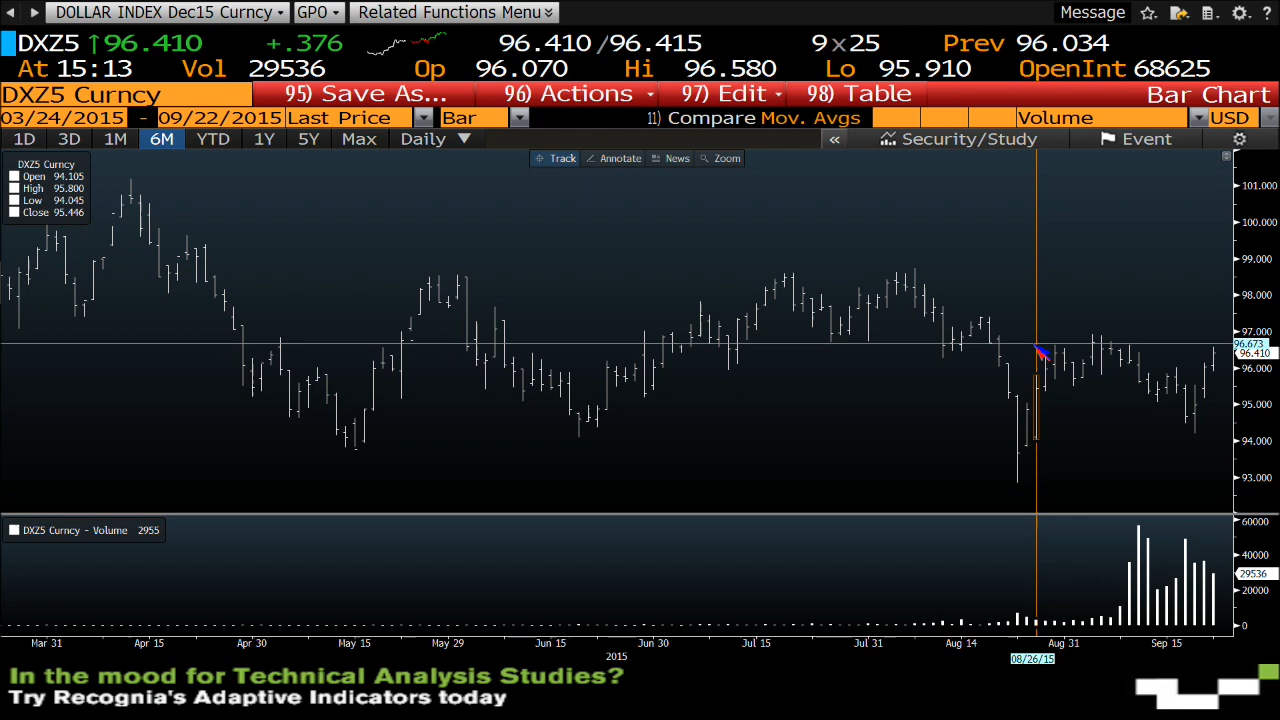 DOLLAR INDEX Dec15 Curncy GPO Related Functions Menu Message ?
DXZ5 ↑96.410 +.376 96.410/96.415 9x25 Prev 96.034
At 15:13 Vol 29536 Op 96.070 Hi 96.580 Lo 95.910 OpenInt 68625
DXZ5 Curncy 95) Save As... 96) Actions 97) Edit 98) Table Bar Chart
03/24/2015 - 09/22/2015 Last Price Bar 11) Compare Mov. Avgs Volume USD
1D 3D 1M 6M YTD 1Y 5Y Max Daily ▼ « Security/Study Event
Track Annotate News Zoom
DXZ5 Curncy
Open 94.105
High 95.800
Low 94.045
Close 95.446
101.000
100.000
99.000
98.000
97.000
96.673
96.410
96.000
95.000
94.000
93.000
DXZ5 Curncy - Volume 2955
60000
40000
29536
20000
0
Mar 31 Apr 15 Apr 30 May 15 May 29 Jun 15 Jun 30 Jul 15 Jul 31 Aug 14 Aug 31 Sep 15
2015
08/26/15
In the mood for Technical Analysis Studies?
Try Recognia's Adaptive Indicators today